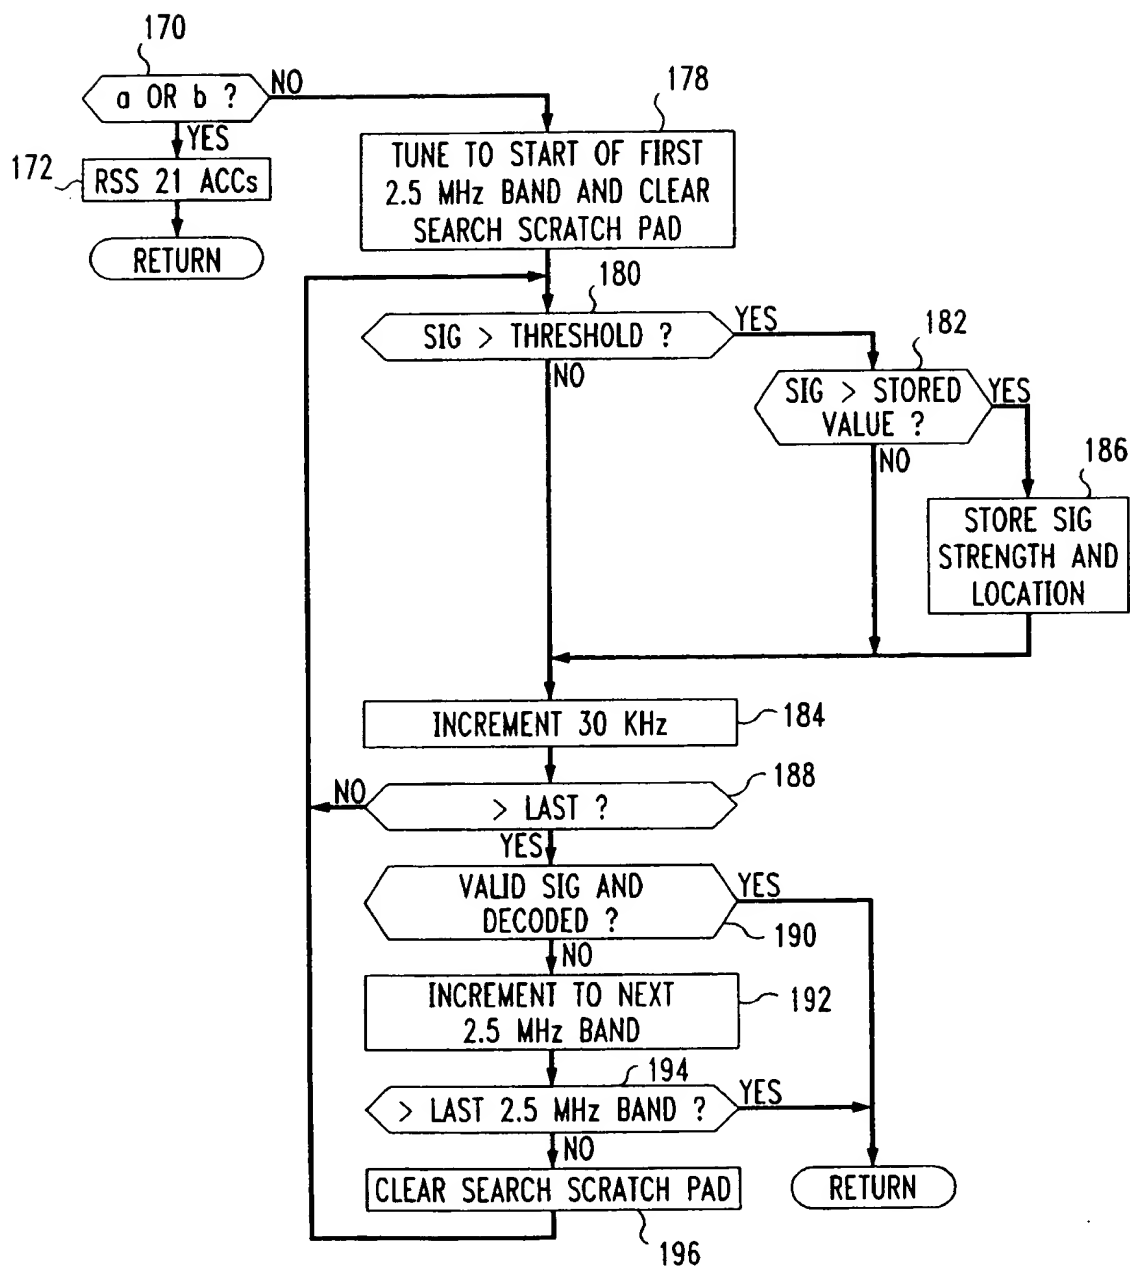 170
a OR b ?
NO
YES
172
RSS 21 ACCs
RETURN
178
TUNE TO START OF FIRST
2.5 MHz BAND AND CLEAR
SEARCH SCRATCH PAD
180
SIG > THRESHOLD ?
YES
NO
182
SIG > STORED
VALUE ?
YES
NO
186
STORE SIG
STRENGTH AND
LOCATION
INCREMENT 30 KHz
184
188
NO
> LAST ?
YES
VALID SIG AND
DECODED ?
YES
190
NO
INCREMENT TO NEXT
2.5 MHz BAND
192
194
> LAST 2.5 MHz BAND ?
YES
NO
CLEAR SEARCH SCRATCH PAD
196
RETURN